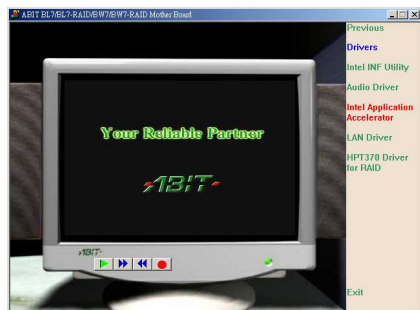 ABIT BL7/BL7-RAID/BW7/BW7-RAID Mother Board
Previous
Drivers
Intel INF Utility
Audio Driver
Intel Application
Accelerator
LAN Driver
HPT370 Driver
for RAID
Exit
Your Reliable Partner
ABIT
ABIT